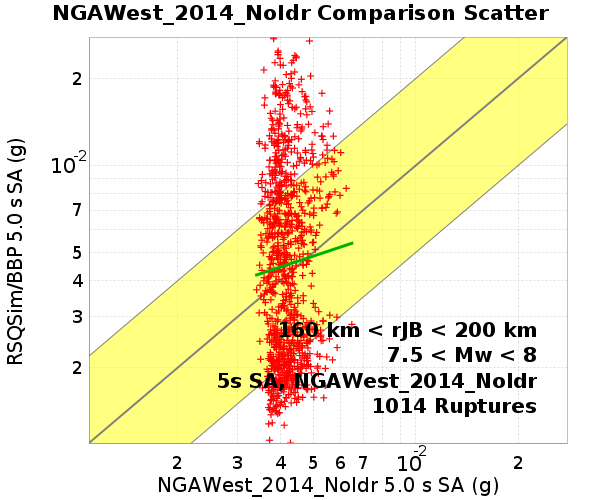 NGAWest_2014_NoIdr Comparison Scatter
RSQSim/BBP 5.0 s SA (g)
2
10-2
7
5
4
3
2
160 km < rJB < 200 km
7.5 < Mw < 8
5s SA, NGAWest_2014_NoIdr
1014 Ruptures
2 3 4 5 6 7 10-2 2
NGAWest_2014_NoIdr 5.0 s SA (g)